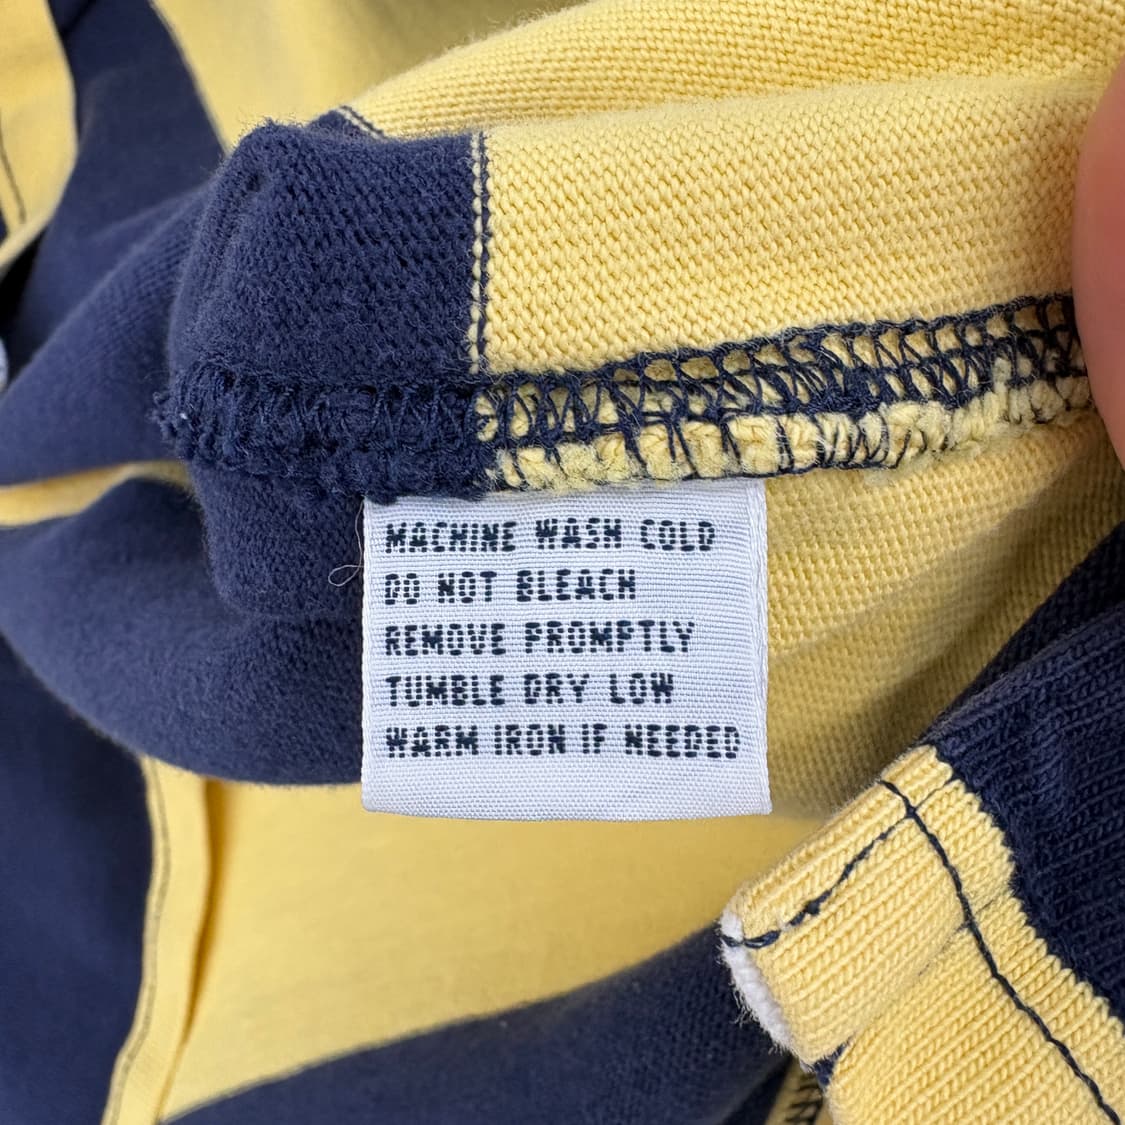 MACHINE WASH COLD
DO NOT BLEACH
REMOVE PROMPTLY
TUMBLE DRY LOW
WARM IRON IF NEEDED